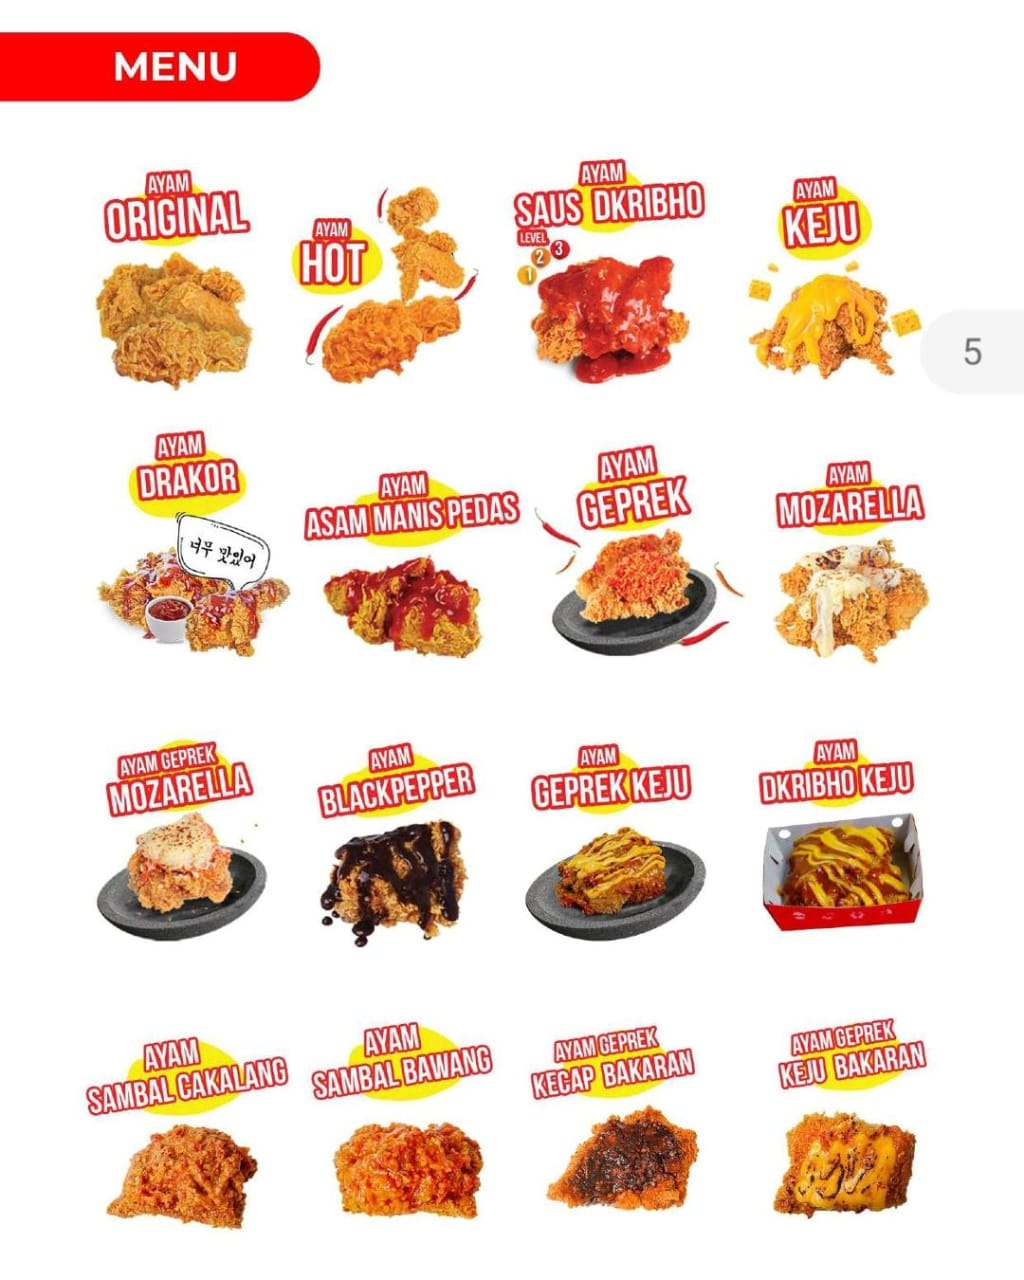 MENU
AYAM
ORIGINAL
AYAM
HOT
AYAM
SAUS DKRIBHO
LEVEL
1 2 3
AYAM
KEJU
5
AYAM
DRAKOR
너무 맛있어
AYAM
ASAM MANIS PEDAS
AYAM
GEPREK
AYAM
MOZARELLA
AYAM GEPREK
MOZARELLA
AYAM
BLACKPEPPER
AYAM
GEPREK KEJU
AYAM
DKRIBHO KEJU
AYAM
SAMBAL CAKALANG
AYAM
SAMBAL BAWANG
AYAM GEPREK
KECAP BAKARAN
AYAM GEPREK
KEJU BAKARAN